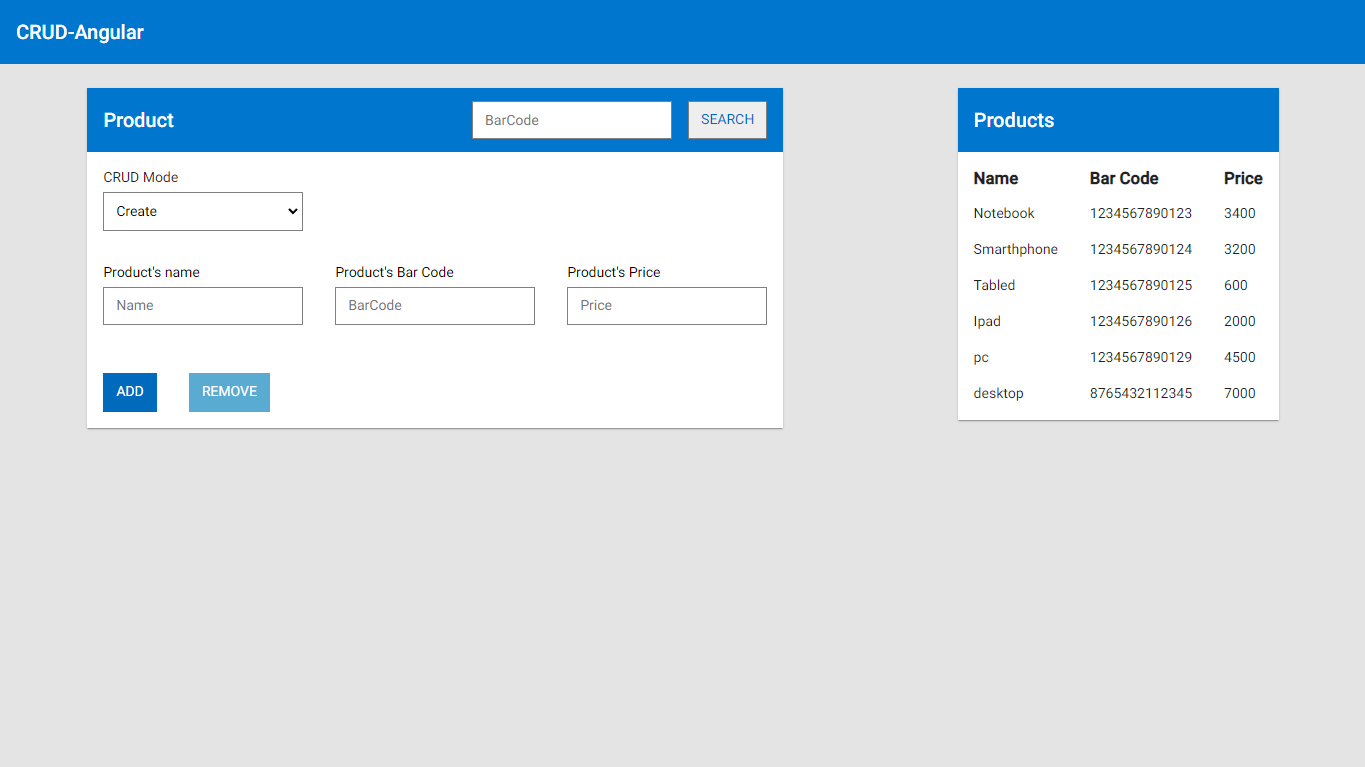 CRUD-Angular
Product
BarCode
SEARCH
CRUD Mode
Create
Product's name
Product's Bar Code
Product's Price
Name
BarCode
Price
ADD
REMOVE
Products
Name Bar Code Price
Notebook 1234567890123 3400
Smarthphone 1234567890124 3200
Tabled 1234567890125 600
Ipad 1234567890126 2000
pc 1234567890129 4500
desktop 8765432112345 7000